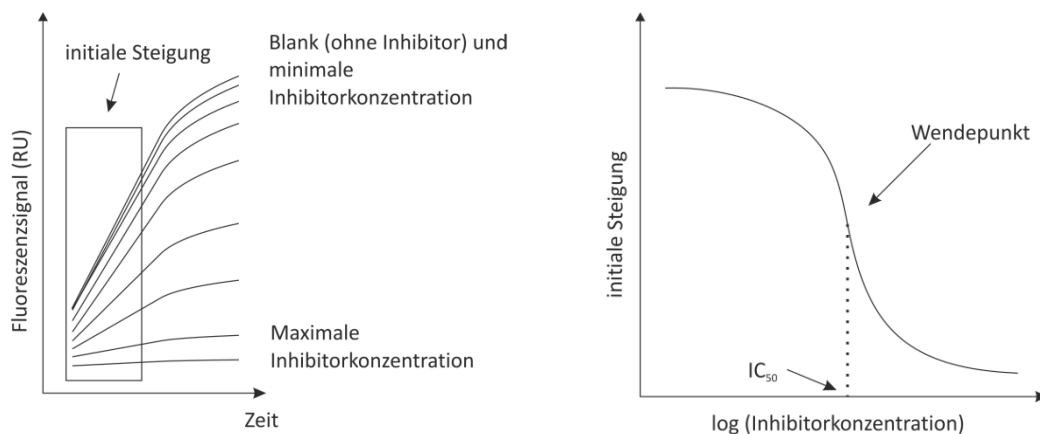 initiale Steigung
Blank (ohne Inhibitor) und
minimale
Inhibitorkonzentration
Maximale
Inhibitorkonzentration
Fluoreszenzsignal (RU)
Zeit
Wendepunkt
initiale Steigung
IC₅₀
log (Inhibitorkonzentration)